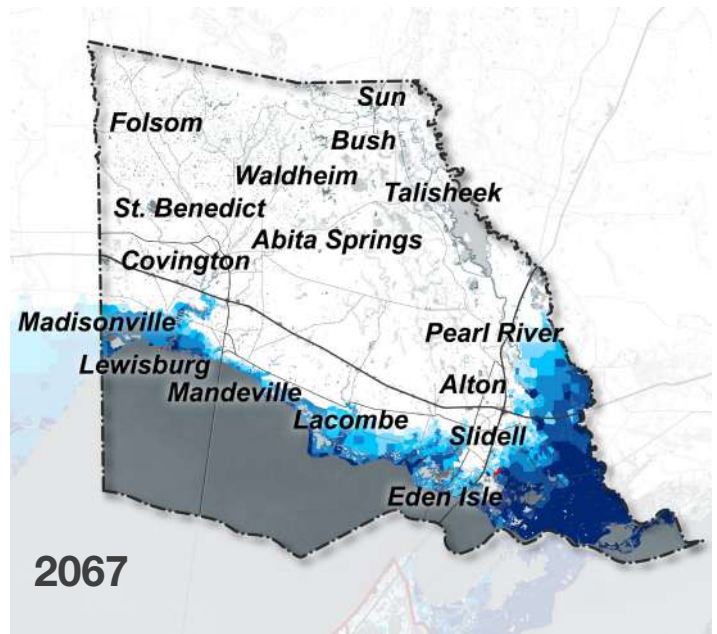 Sun
Folsom
Bush
Waldheim
Talisheek
St. Benedict
Abita Springs
Covington
Madisonville
Pearl River
Lewisburg
Mandeville
Alton
Lacombe
Slidell
Eden Isle
2067